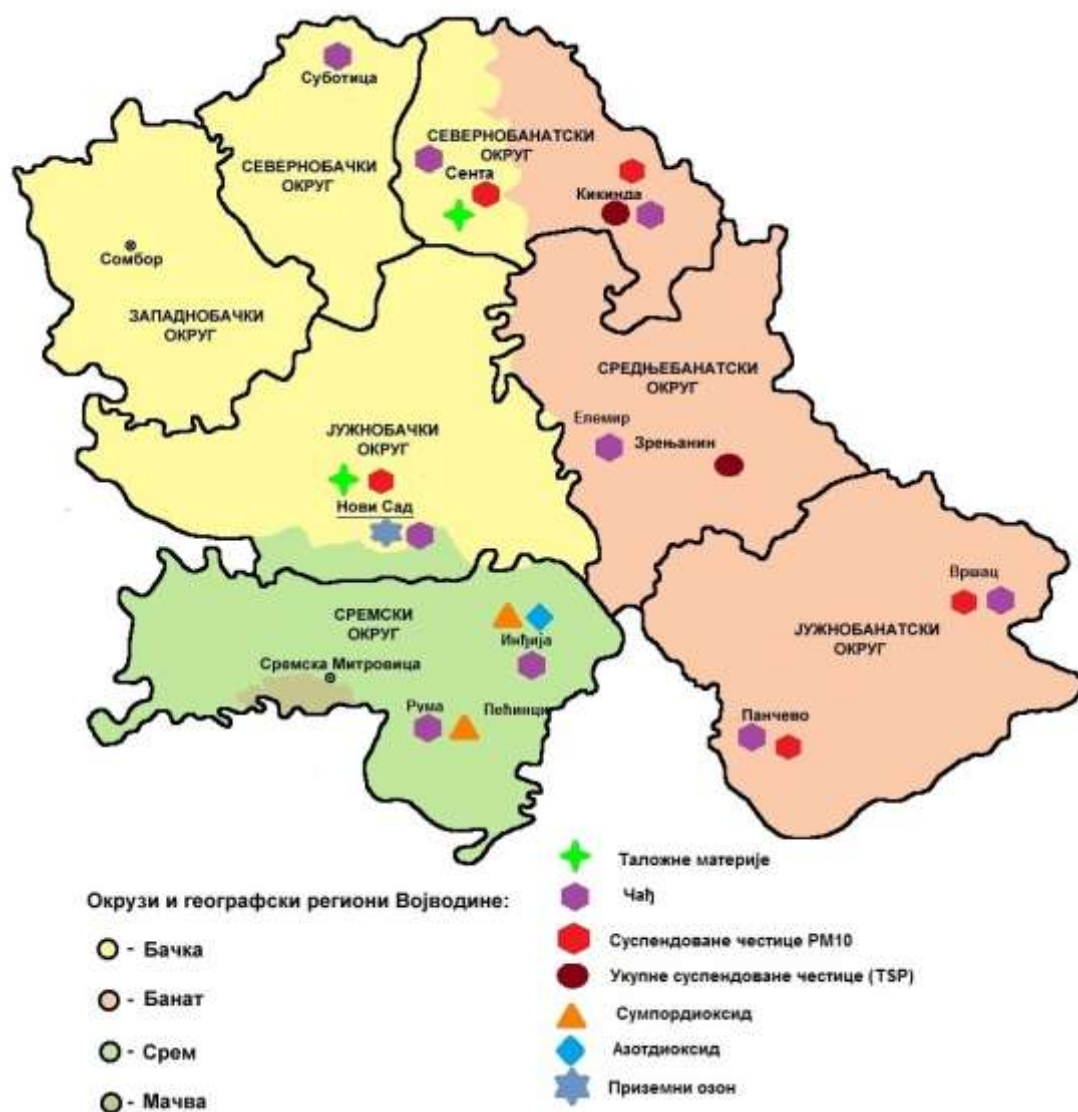 Суботица
СЕВЕРНОБАНАТСКИ
ОКРУГ
СЕВЕРНОБАЧКИ
ОКРУГ
Сента
Кикинда
Сомбор
ЗАПАДНОБАЧКИ
ОКРУГ
СРЕДЊЕБАНАТСКИ
ОКРУГ
Елемир
Зрењанин
ЈУЖНОБАЧКИ
ОКРУГ
Нови Сад
Вршац
СРЕМСКИ
ОКРУГ
Инђија
ЈУЖНОБАНАТСКИ
ОКРУГ
Сремска Митровица
Рума
Пећинци
Панчево
Окрузи и географски региони Војводине:
- Бачка
- Банат
- Срем
- Мачва
Таложне материје
Чађ
Суспендоване честице PM10
Укупне суспендоване честице (TSP)
Сумпордиоксид
Азотдиоксид
Приземни озон